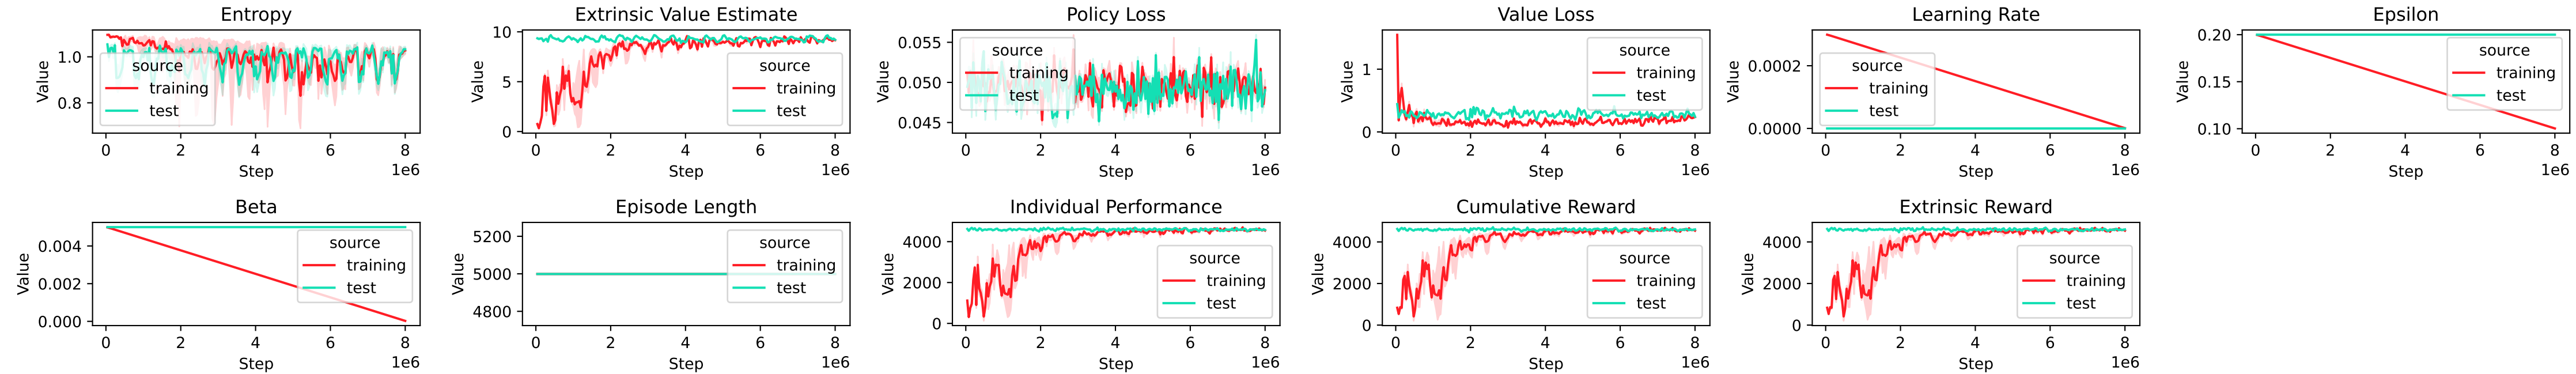 Entropy
Value
1.0
0.8
source
training
test
0 2 4 6 8
1e6
Step
Extrinsic Value Estimate
Value
10
5
0
source
training
test
0 2 4 6 8
1e6
Step
Policy Loss
Value
0.055
0.050
0.045
source
training
test
0 2 4 6 8
1e6
Step
Value Loss
Value
1
0
source
training
test
0 2 4 6 8
1e6
Step
Learning Rate
Value
0.0002
0.0000
source
training
test
0 2 4 6 8
1e6
Step
Epsilon
Value
0.20
0.15
0.10
source
training
test
0 2 4 6 8
1e6
Step
Beta
Value
0.004
0.002
0.000
source
training
test
0 2 4 6 8
1e6
Step
Episode Length
Value
5200
5000
4800
source
training
test
0 2 4 6 8
1e6
Step
Individual Performance
Value
4000
2000
0
source
training
test
0 2 4 6 8
1e6
Step
Cumulative Reward
Value
4000
2000
0
source
training
test
0 2 4 6 8
1e6
Step
Extrinsic Reward
Value
4000
2000
0
source
training
test
0 2 4 6 8
1e6
Step